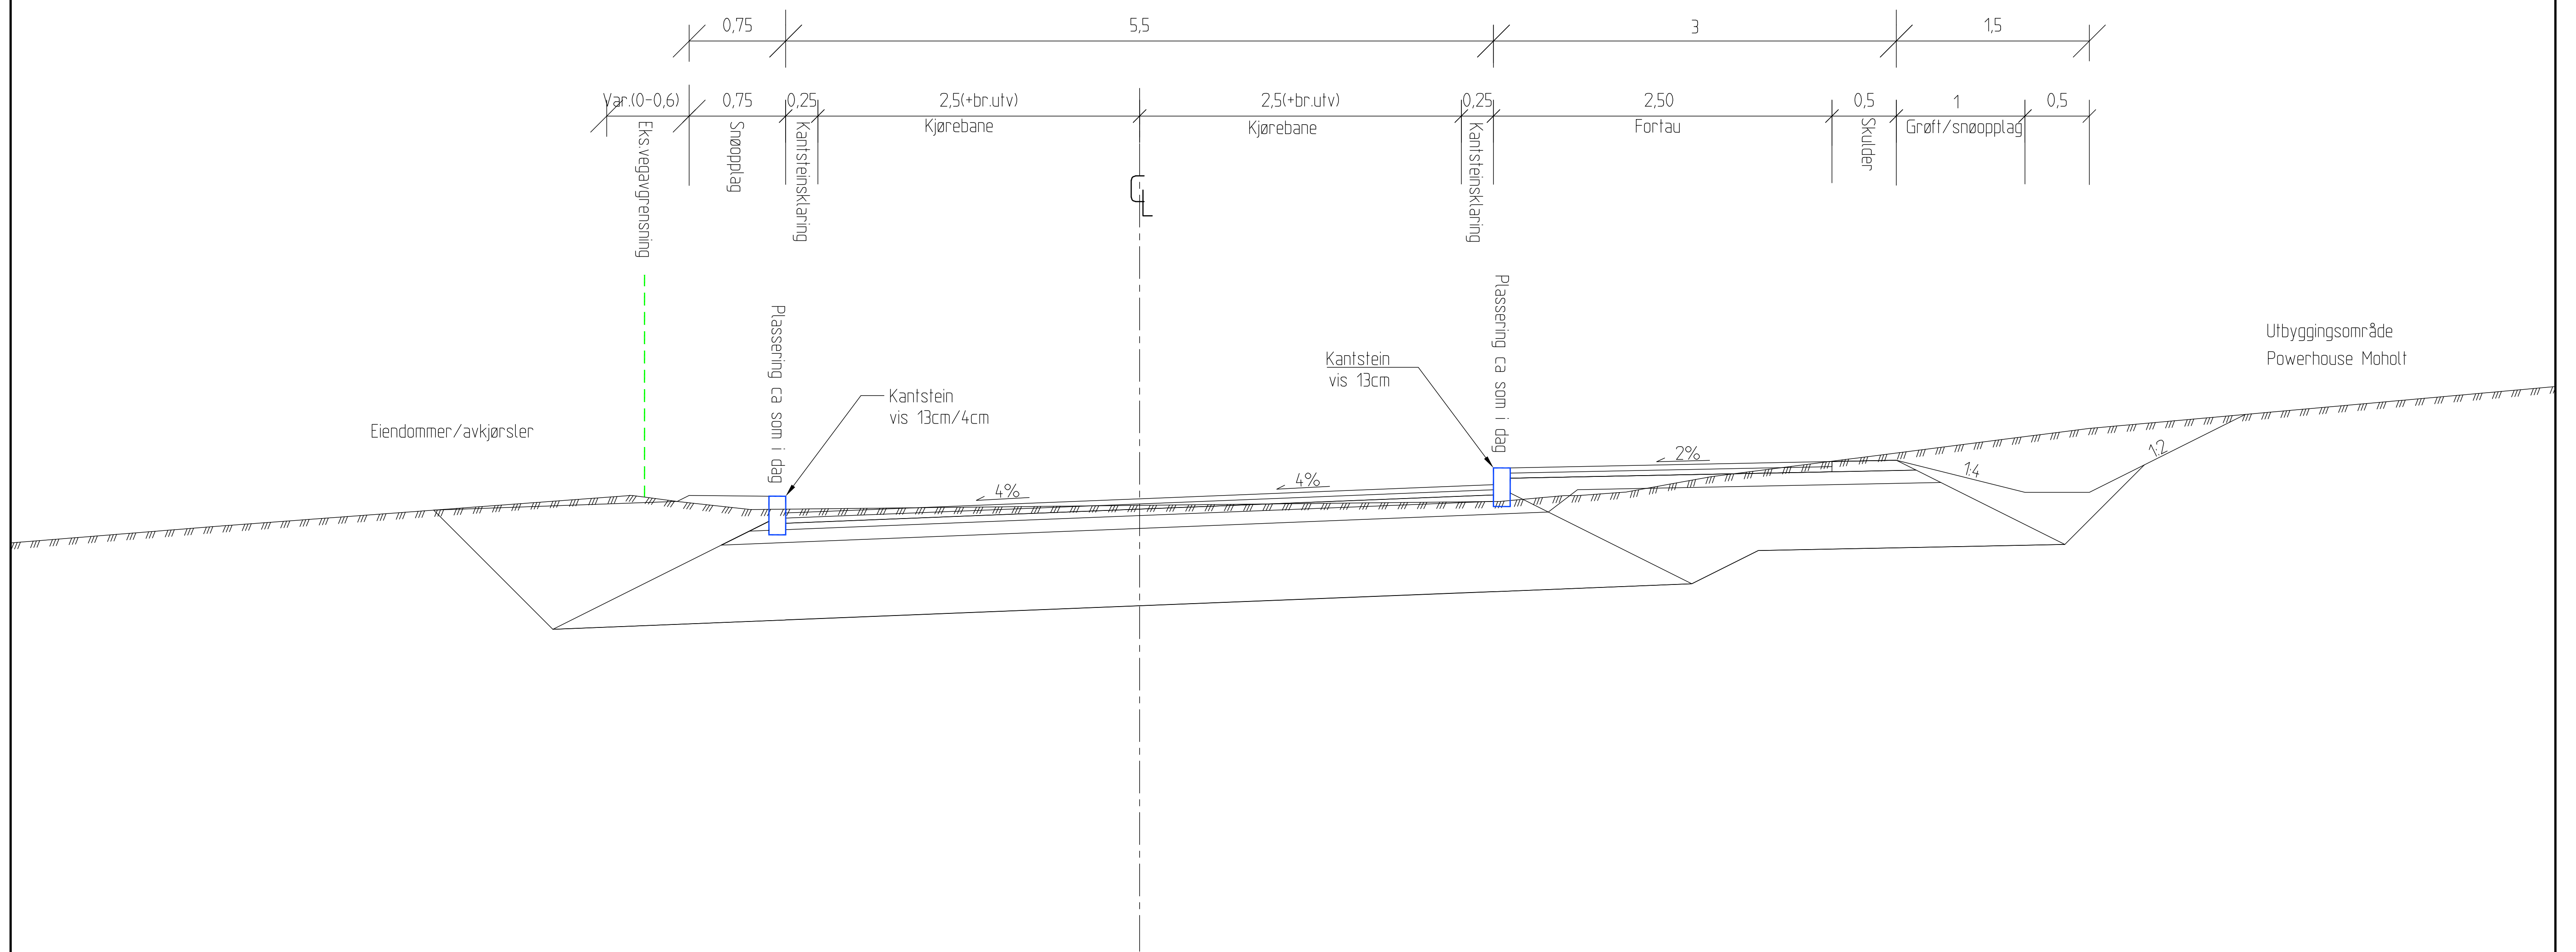 0,75
5,5
3
1,5
Var.(0-0,6)
0,75
0,25
2,5(+br.utv)
2,5(+br.utv)
0,25
2,50
0,5
1
0,5
Eks.vegavgrensning
Snøopplag
Kantsteinsklaring
Kjørebane
Kjørebane
Kantsteinsklaring
Fortau
Skulder
Grøft/snøopplag
CL
Plassering ca som i dag
Plassering ca som i dag
Utbyggingsområde
Powerhouse Moholt
Kantstein
vis 13cm
Kantstein
vis 13cm/4cm
Eiendommer/avkjørsler
4%
4%
2%
1:4
1:2